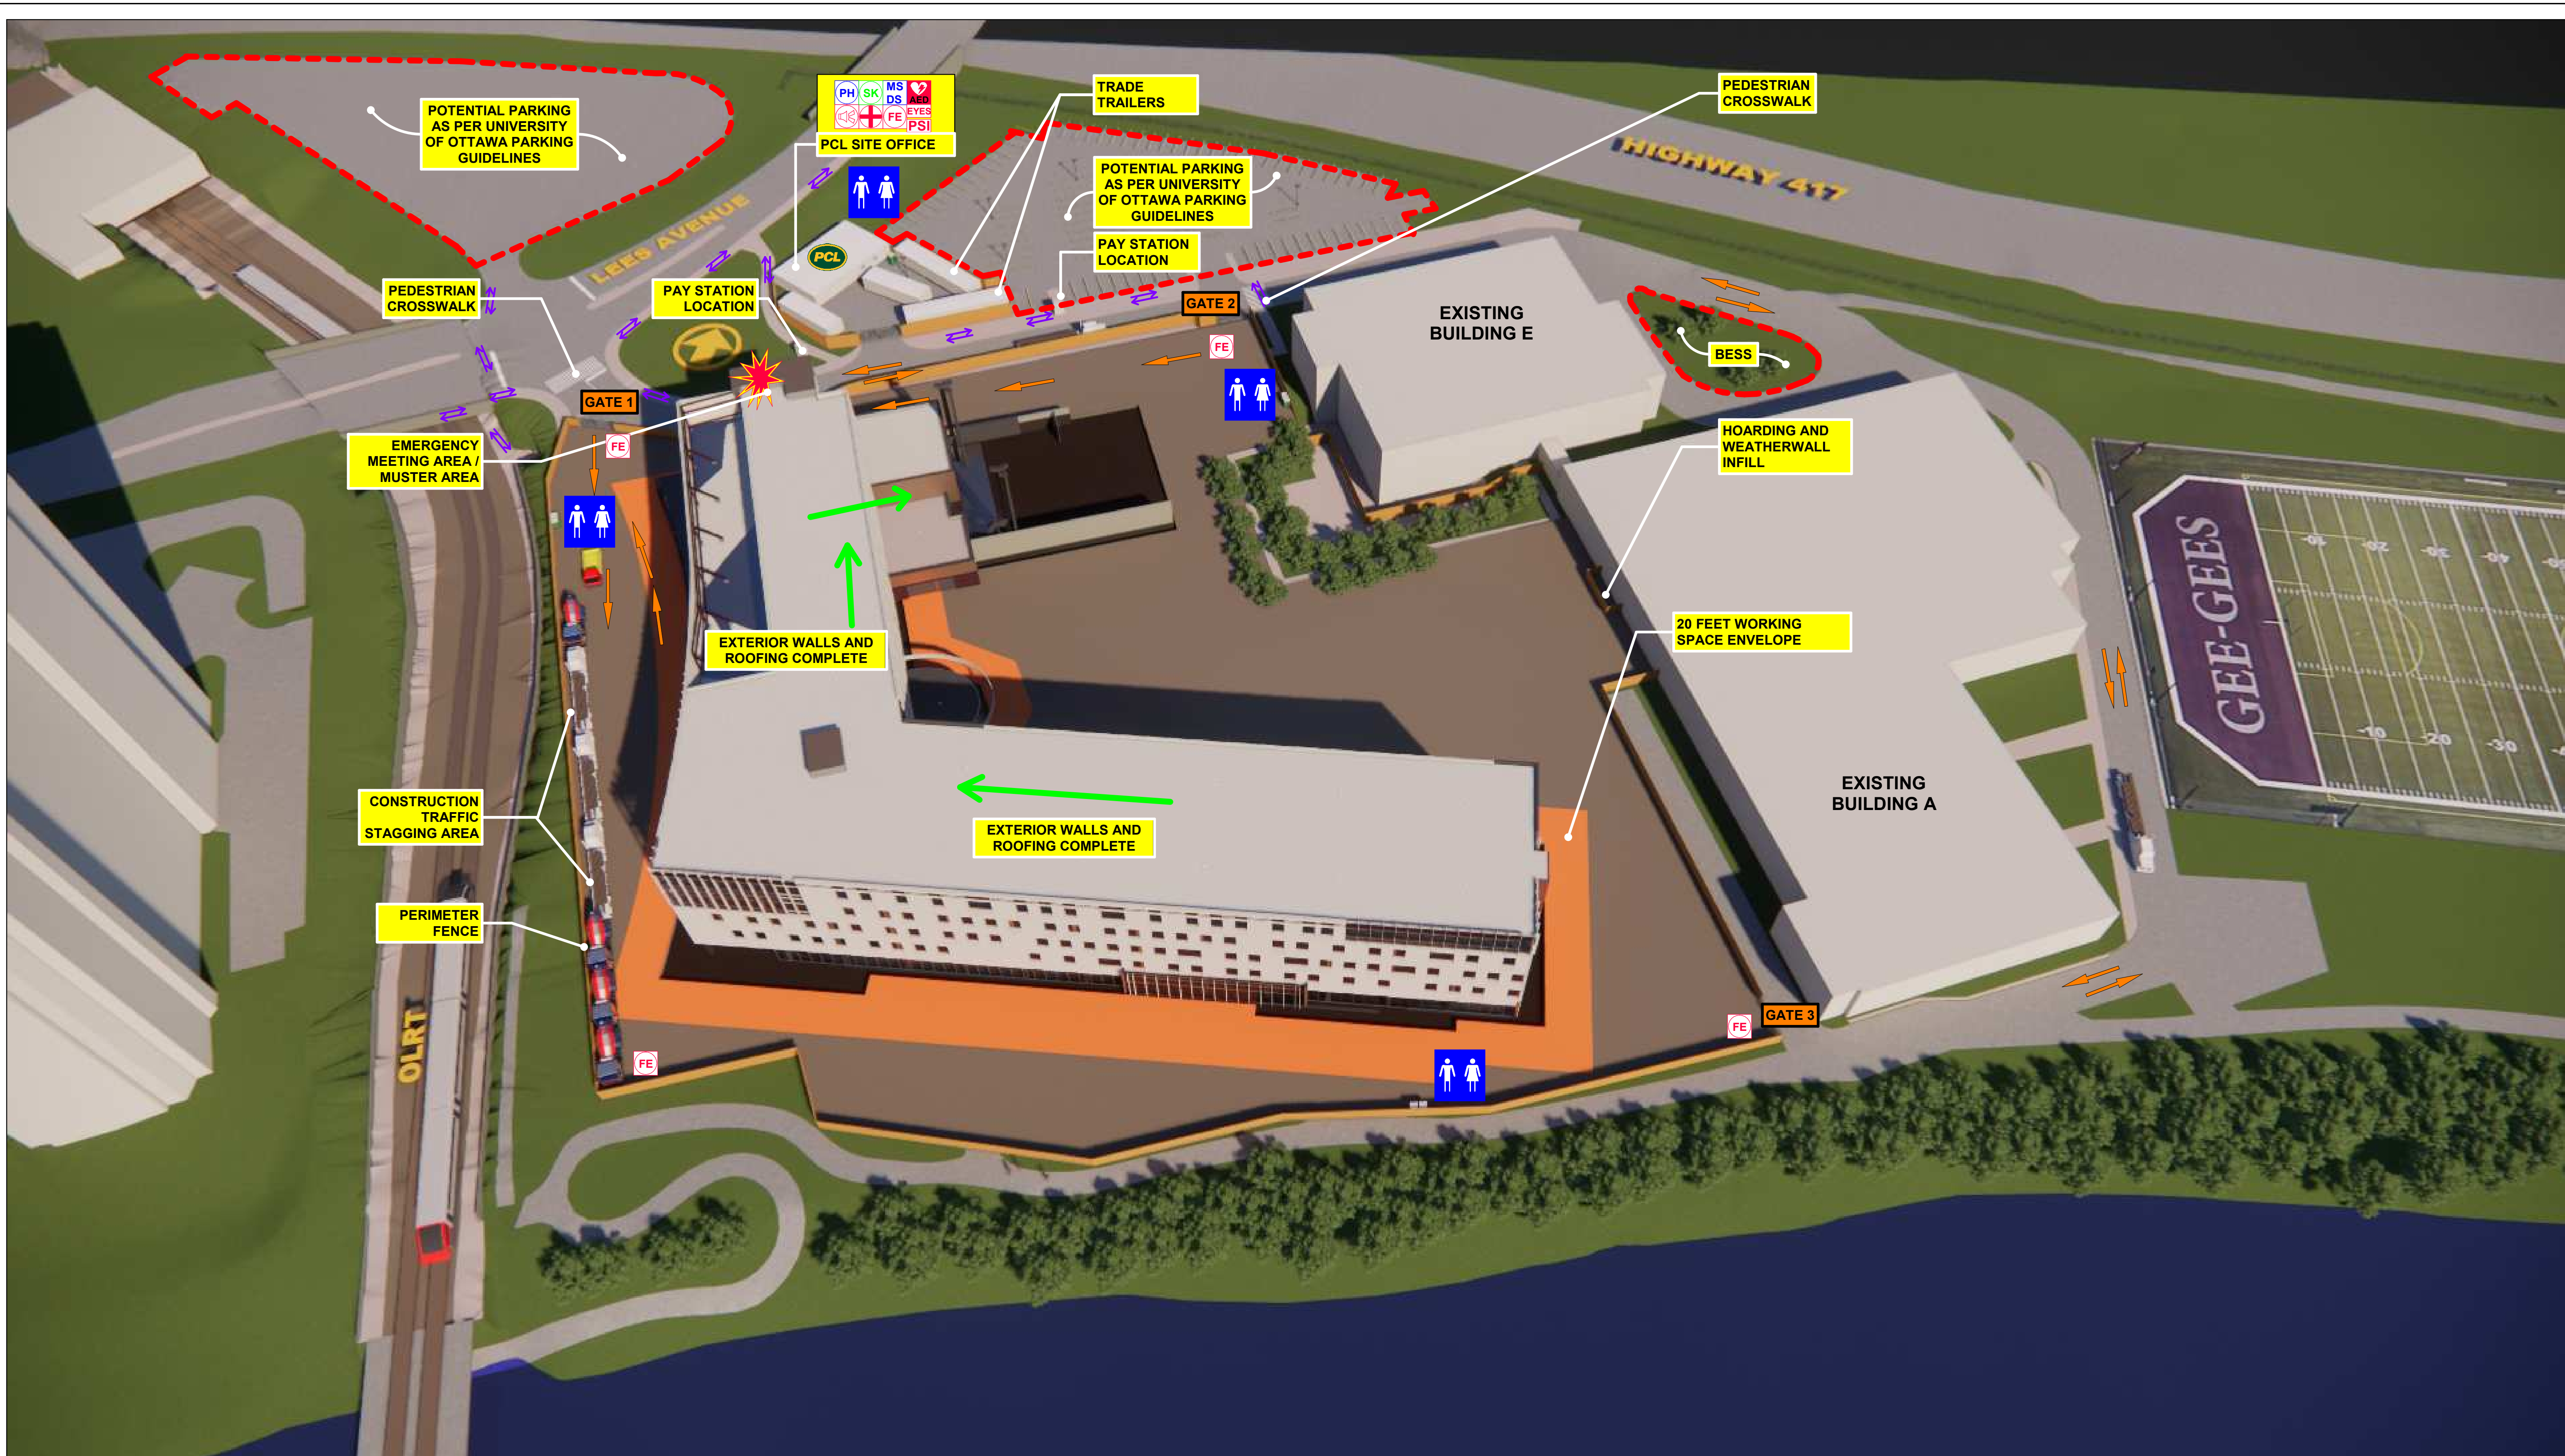 POTENTIAL PARKING
AS PER UNIVERSITY
OF OTTAWA PARKING
GUIDELINES
PH SK MS
DS AED
FE EYES
PSI
PCL SITE OFFICE
TRADE
TRAILERS
PEDESTRIAN
CROSSWALK
HIGHWAY 417
POTENTIAL PARKING
AS PER UNIVERSITY
OF OTTAWA PARKING
GUIDELINES
LEES AVENUE
PCL
PAY STATION
LOCATION
PEDESTRIAN
CROSSWALK
PAY STATION
LOCATION
GATE 2
EXISTING
BUILDING E
FE
BESS
GATE 1
EMERGENCY
MEETING AREA /
MUSTER AREA
FE
HOARDING AND
WEATHERWALL
INFILL
GEE-GEES
EXTERIOR WALLS AND
ROOFING COMPLETE
20 FEET WORKING
SPACE ENVELOPE
-10 -20 -30
CONSTRUCTION
TRAFFIC
STAGGING AREA
EXTERIOR WALLS AND
ROOFING COMPLETE
EXISTING
BUILDING A
PERIMETER
FENCE
OLRT
FE
FE
GATE 3